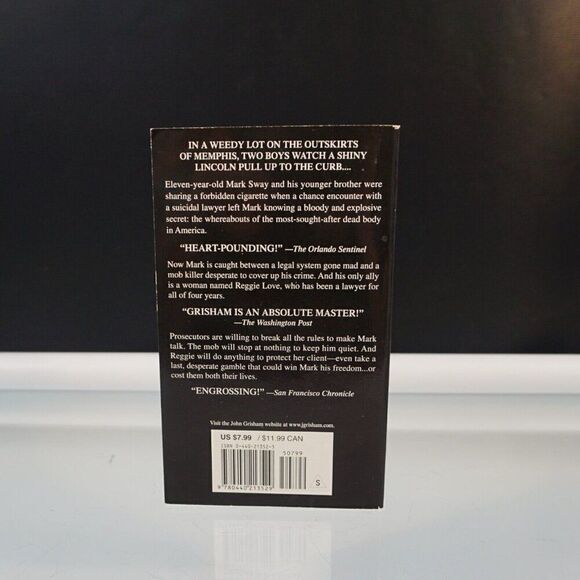 IN A WEEDY LOT ON THE OUTSKIRTS
OF MEMPHIS, TWO BOYS WATCH A SHINY
LINCOLN PULL UP TO THE CURB....
Eleven-year-old Mark Sway and his younger brother were
sharing a forbidden cigarette when a chance encounter with
a suicidal lawyer left Mark knowing a bloody and explosive
secret: the whereabouts of the most-sought-after dead body
in America.
“HEART-POUNDING!” —The Orlando Sentinel
Now Mark is caught between a legal system gone mad and a
mob killer desperate to cover up his crime. And his only ally
is a woman named Reggie Love, who has been a lawyer for
all of four years.
“GRISHAM IS AN ABSOLUTE MASTER!”
—The Washington Post
Prosecutors are willing to break all the rules to make Mark
talk. The mob will stop at nothing to keep him quiet. And
Reggie will do anything to protect her client—even take a
last, desperate gamble that could win Mark his freedom...or
cost them both their lives.
“ENGROSSING!” —San Francisco Chronicle
Visit the John Grisham website at www.jgrisham.com.
US $7.99 / $11.99 CAN
ISBN 0-440-21352-5
50799
9 780440 213529
S